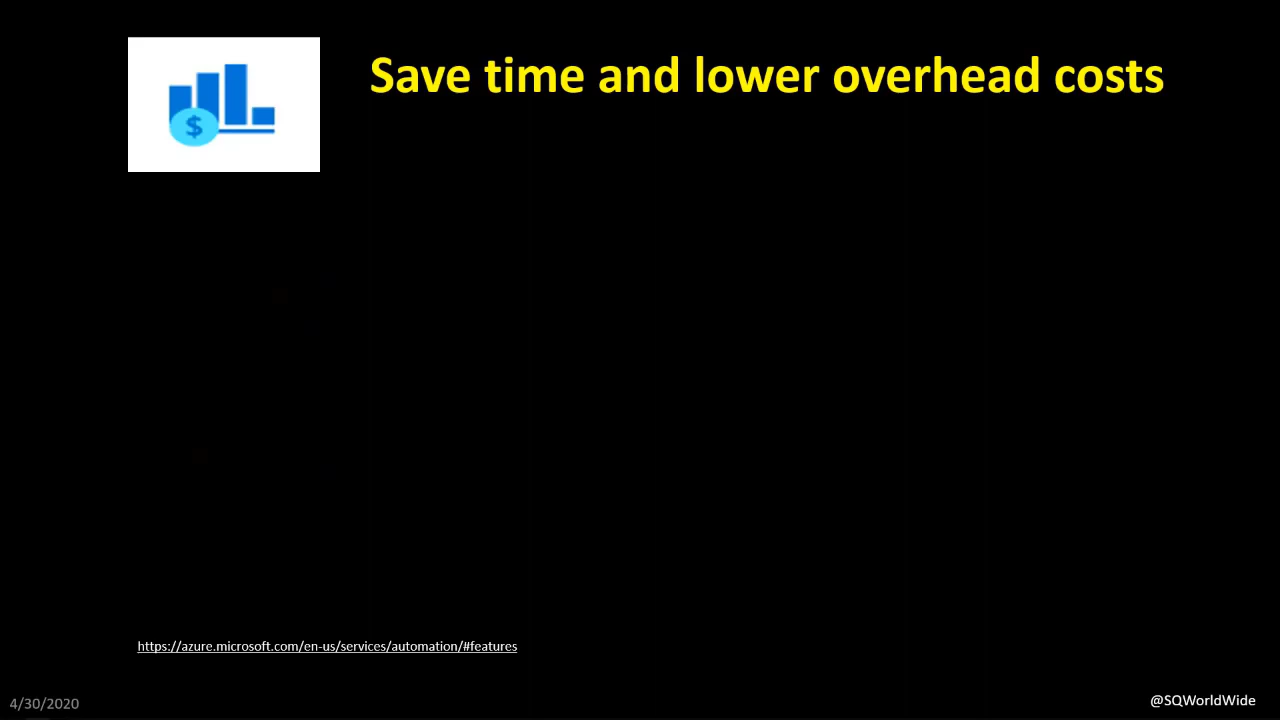 Save time and lower overhead costs
$
https://azure.microsoft.com/en-us/services/automation/#features
4/30/2020
@SQWorldWide